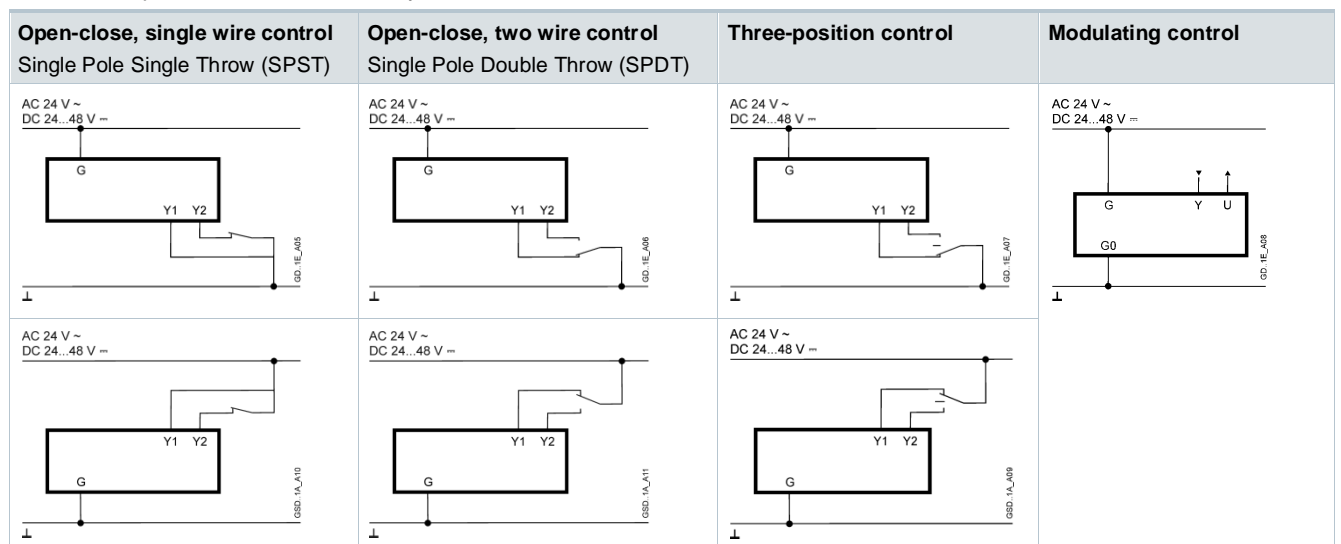 Open-close, single wire control
Single Pole Single Throw (SPST)
Open-close, two wire control
Single Pole Double Throw (SPDT)
Three-position control
Modulating control
AC 24 V ~
DC 24...48 V ⎓
G
Y1 Y2
GD..1E_A05
⊥
AC 24 V ~
DC 24...48 V ⎓
G
Y1 Y2
GD..1E_A06
⊥
AC 24 V ~
DC 24...48 V ⎓
G
Y1 Y2
GD..1E_A07
⊥
AC 24 V ~
DC 24...48 V ⎓
G Y U
G0
GD..1E_A08
⊥
AC 24 V ~
DC 24...48 V ⎓
Y1 Y2
G
GSD..1A_A10
⊥
AC 24 V ~
DC 24...48 V ⎓
Y1 Y2
G
GSD..1A_A11
⊥
AC 24 V ~
DC 24...48 V ⎓
Y1 Y2
G
GSD..1A_A09
⊥